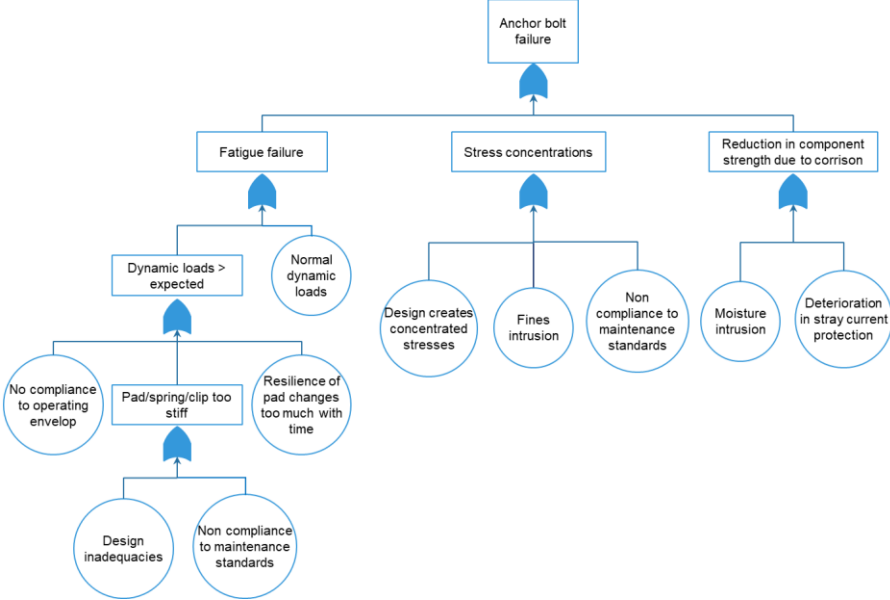 Anchor bolt
failure
Fatigue failure
Stress concentrations
Reduction in component
strength due to corrison
Dynamic loads >
expected
Normal
dynamic
loads
Design creates
concentrated
stresses
Fines
intrusion
Non
compliance to
maintenance
standards
Moisture
intrusion
Deterioration
in stray current
protection
No compliance
to operating
envelop
Pad/spring/clip too
stiff
Resilience of
pad changes
too much with
time
Design
inadequacies
Non compliance
to maintenance
standards